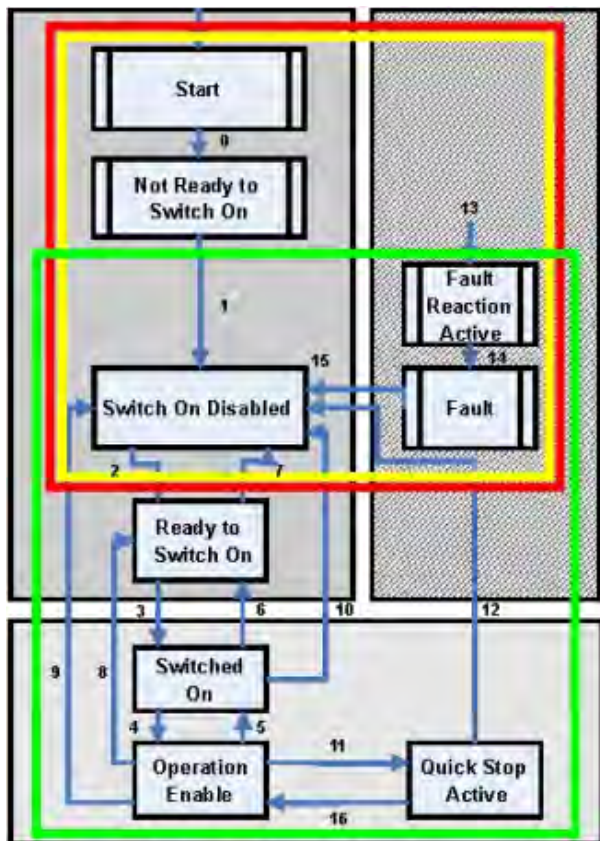 Start
0
Not Ready to
Switch On
13
Fault
Reaction
Active
1
14
15
Switch On Disabled
Fault
2
7
Ready to
Switch On
3
6
10
12
9
8
Switched
On
4
5
11
Operation
Enable
Quick Stop
Active
16